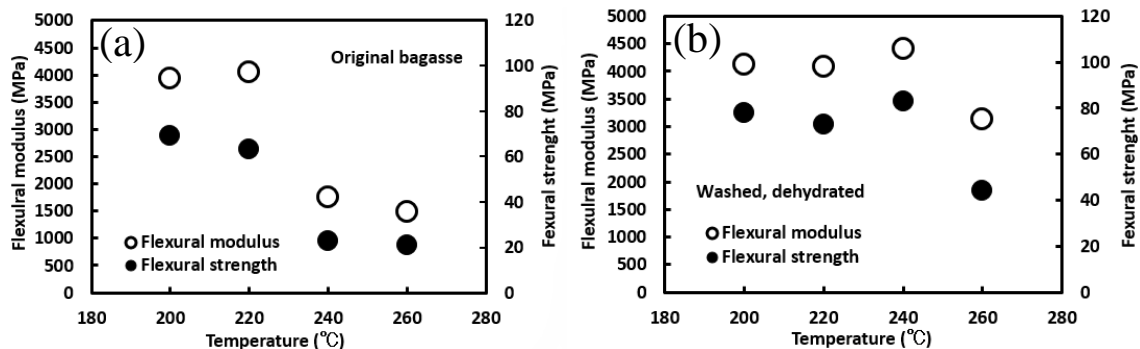 (a)
Original bagasse
Flexulral modulus (MPa)
5000
4500
4000
3500
3000
2500
2000
1500
1000
500
0
Flexural modulus
Flexural strength
120
100
80
60
40
20
0
Fexural strenght (MPa)
180 200 220 240 260 280
Temperature (℃)
(b)
Flexulral modulus (MPa)
5000
4500
4000
3500
3000
2500
2000
1500
1000
500
0
Washed, dehydrated
Flexural modulus
Flexural strength
120
100
80
60
40
20
0
Fexural strenght (MPa)
180 200 220 240 260 280
Temperature (℃)